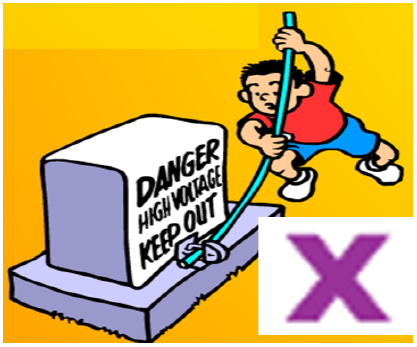 DANGER
HIGH VOLTAGE
KEEP OUT
X